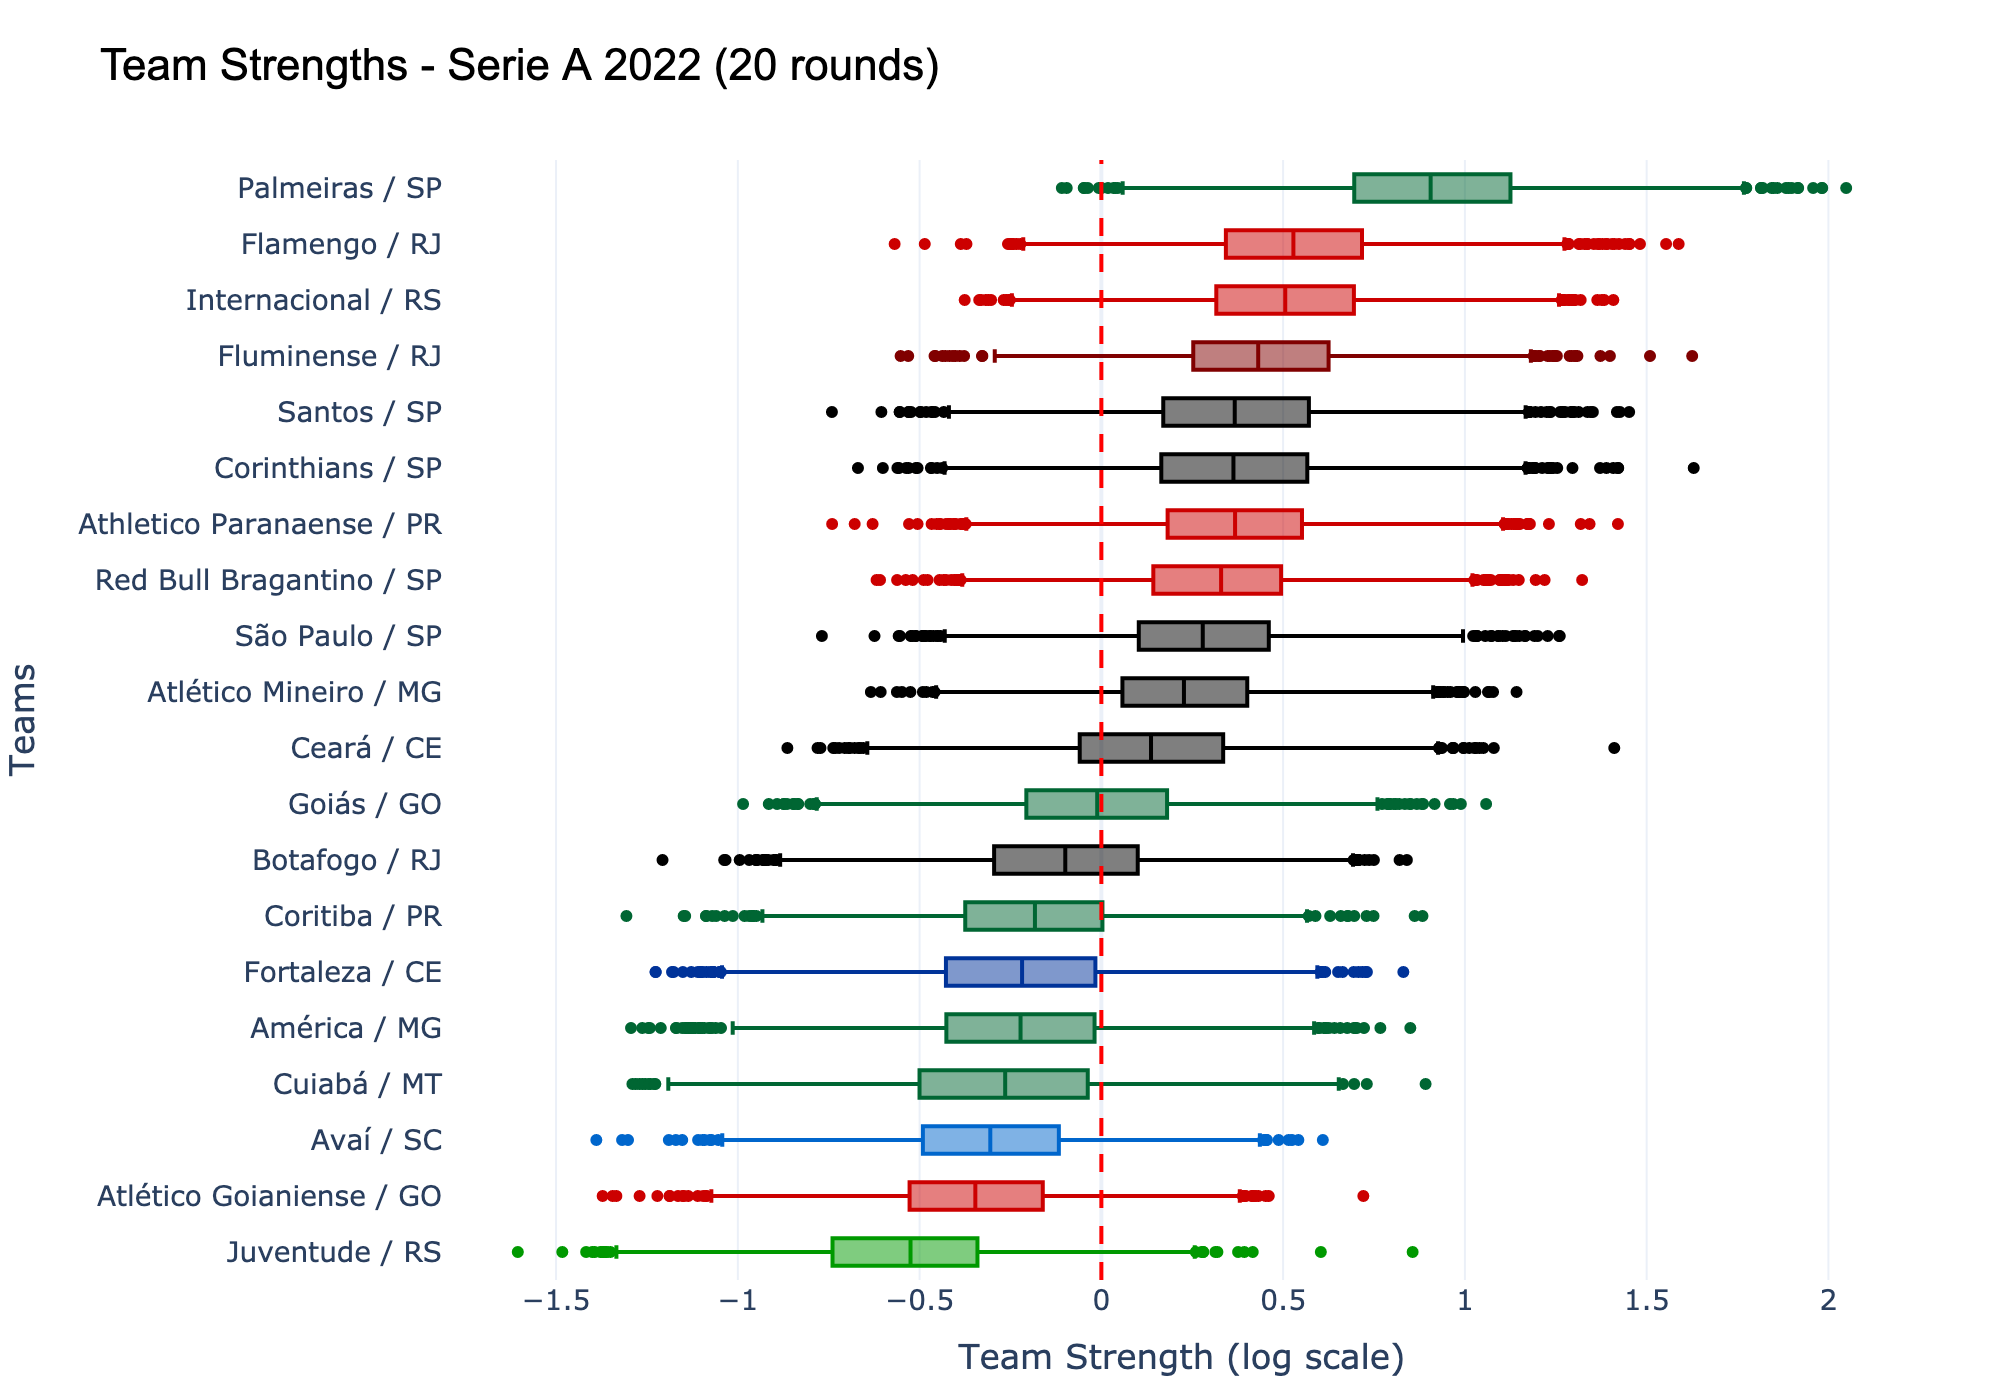 Team Strengths - Serie A 2022 (20 rounds)
Palmeiras / SP
Flamengo / RJ
Internacional / RS
Fluminense / RJ
Santos / SP
Corinthians / SP
Athletico Paranaense / PR
Red Bull Bragantino / SP
São Paulo / SP
Atlético Mineiro / MG
Ceará / CE
Goiás / GO
Botafogo / RJ
Coritiba / PR
Fortaleza / CE
América / MG
Cuiabá / MT
Avaí / SC
Atlético Goianiense / GO
Juventude / RS
Teams
−1.5 −1 −0.5 0 0.5 1 1.5 2
Team Strength (log scale)